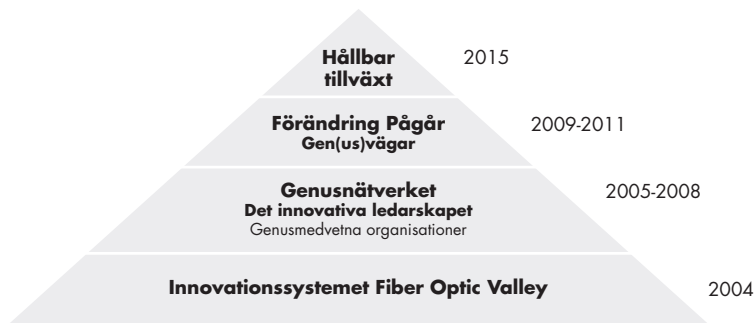 Hållbar
tillväxt
2015
Förändring Pågår
Gen(us)vägar
2009-2011
Genusnätverket
Det innovativa ledarskapet
Genusmedvetna organisationer
2005-2008
Innovationssystemet Fiber Optic Valley
2004